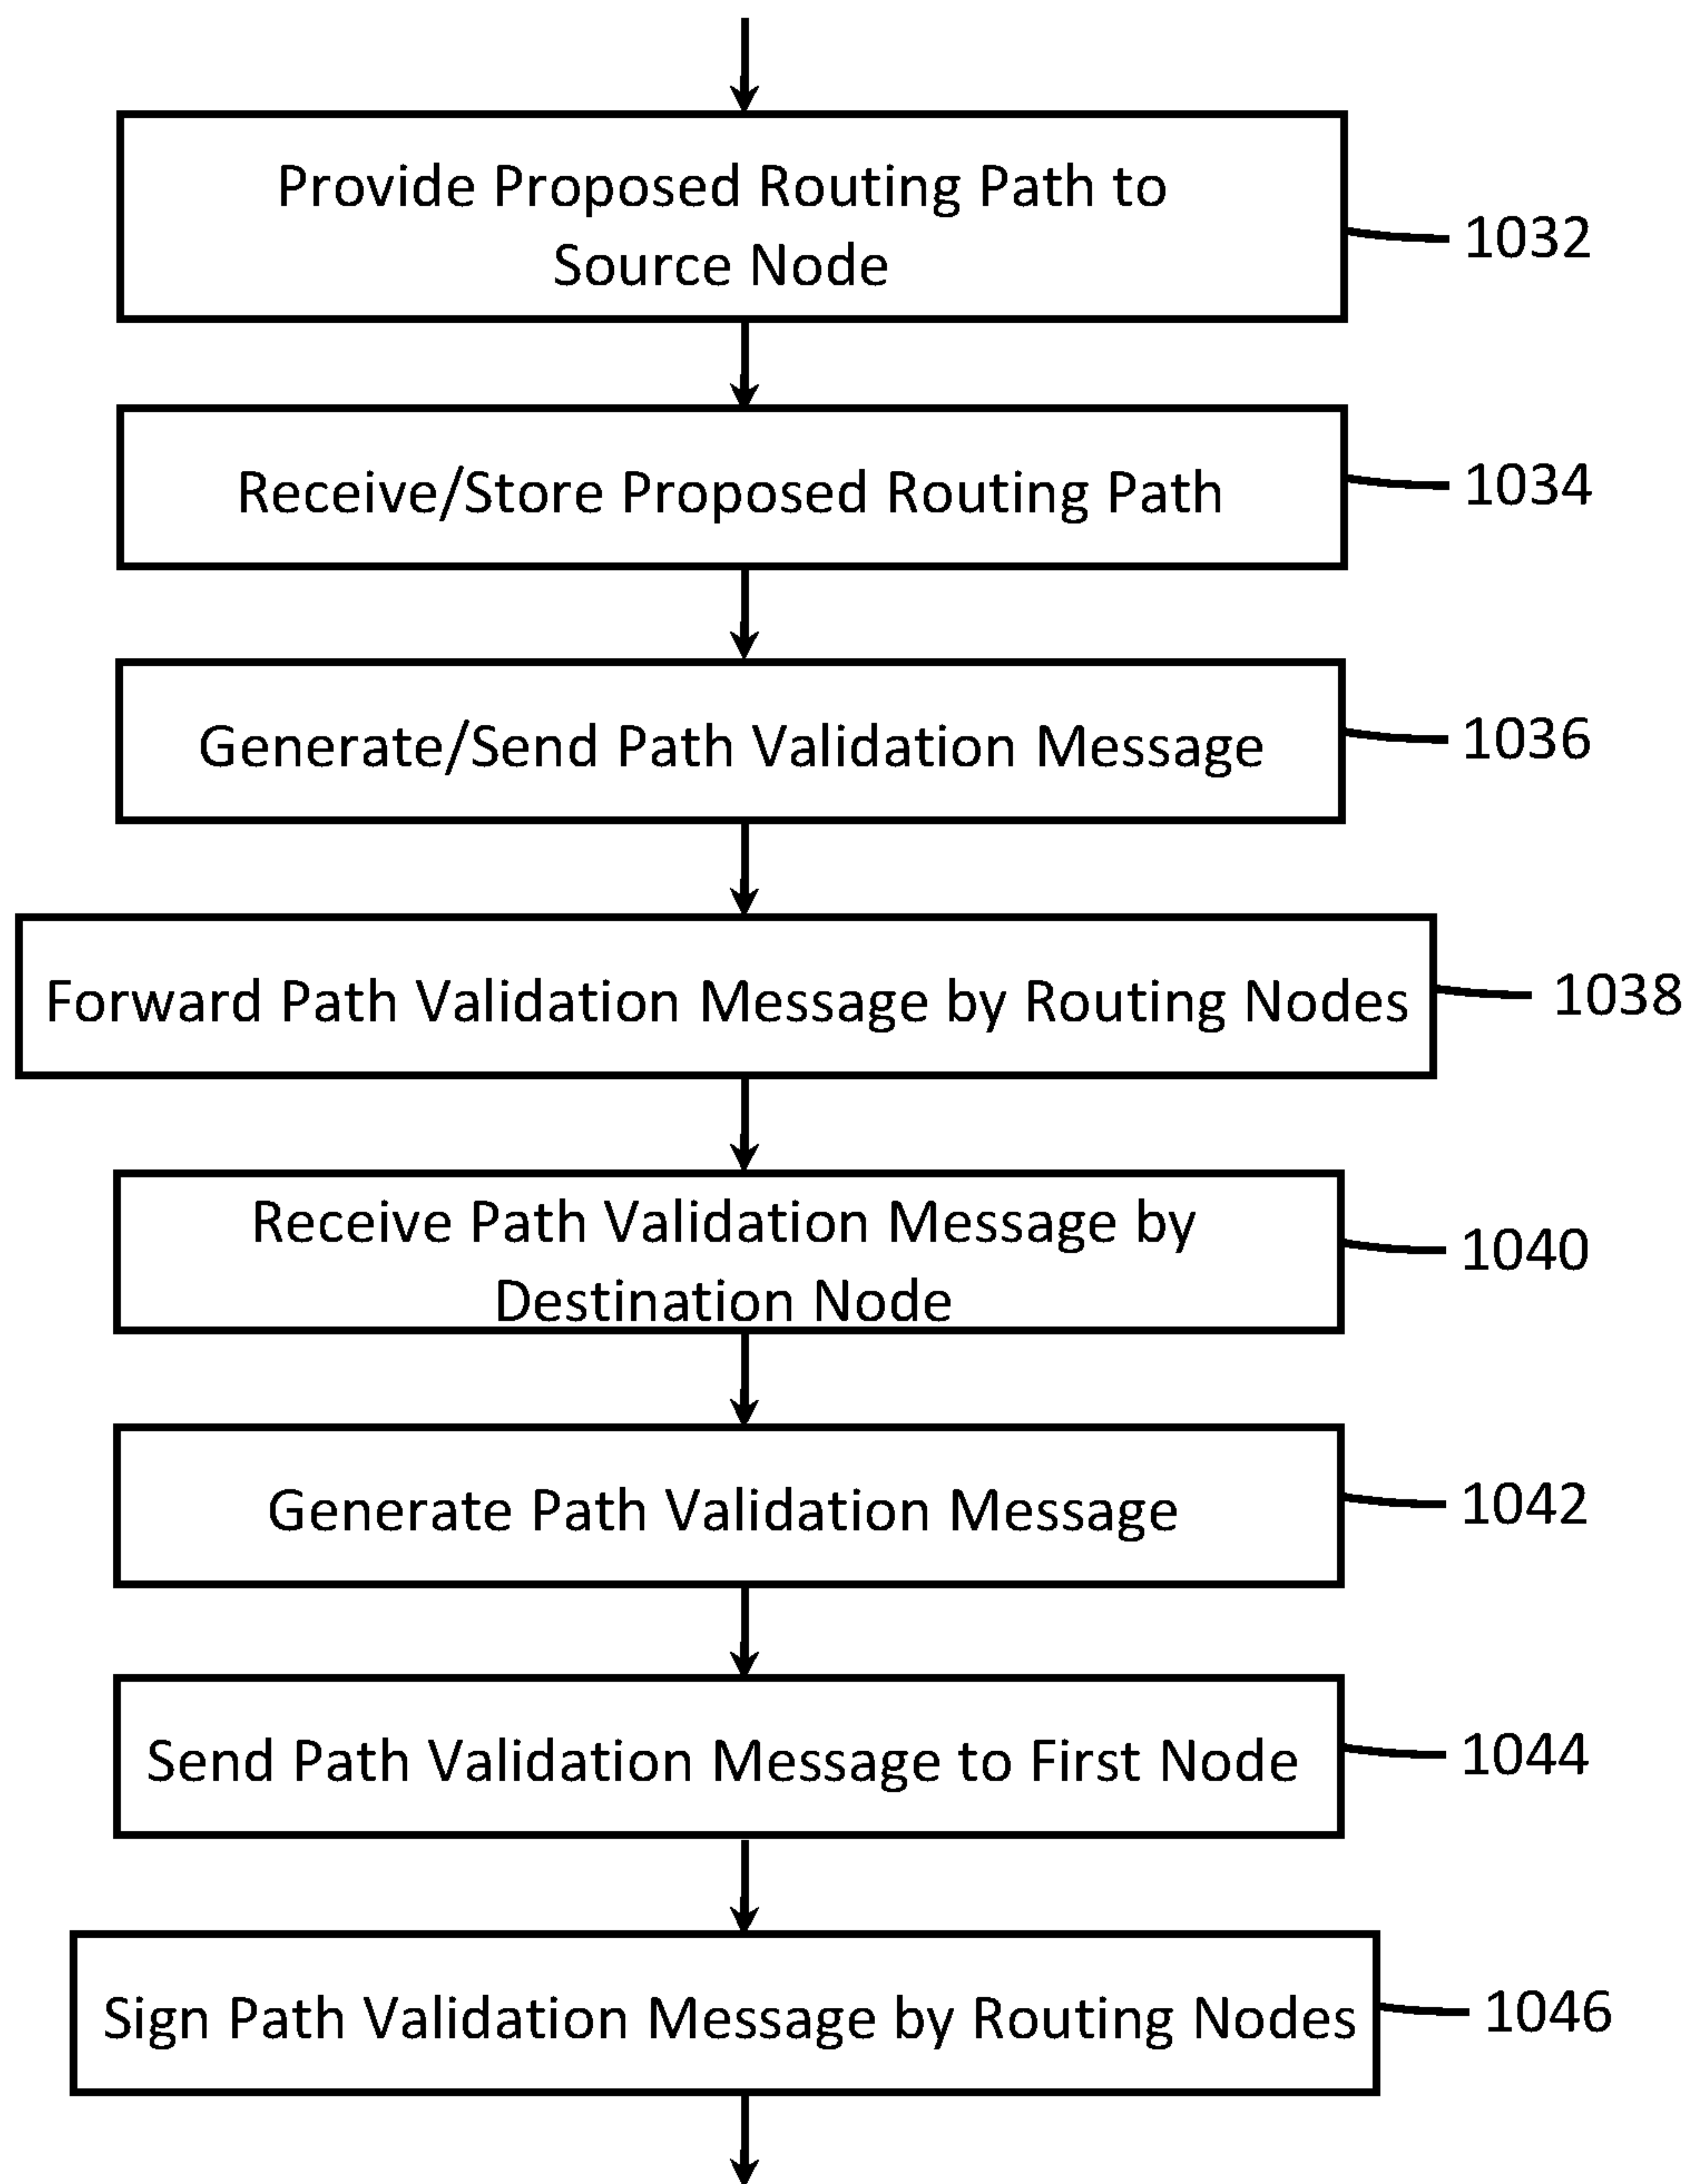 Provide Proposed Routing Path to
Source Node
1032
Receive/Store Proposed Routing Path
1034
Generate/Send Path Validation Message
1036
Forward Path Validation Message by Routing Nodes
1038
Receive Path Validation Message by
Destination Node
1040
Generate Path Validation Message
1042
Send Path Validation Message to First Node
1044
Sign Path Validation Message by Routing Nodes
1046